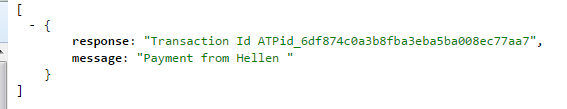 [
- {
response: "Transaction Id ATPid_6df874c0a3b8fba3eba5ba008ec77aa7",
message: "Payment from Hellen "
}
]